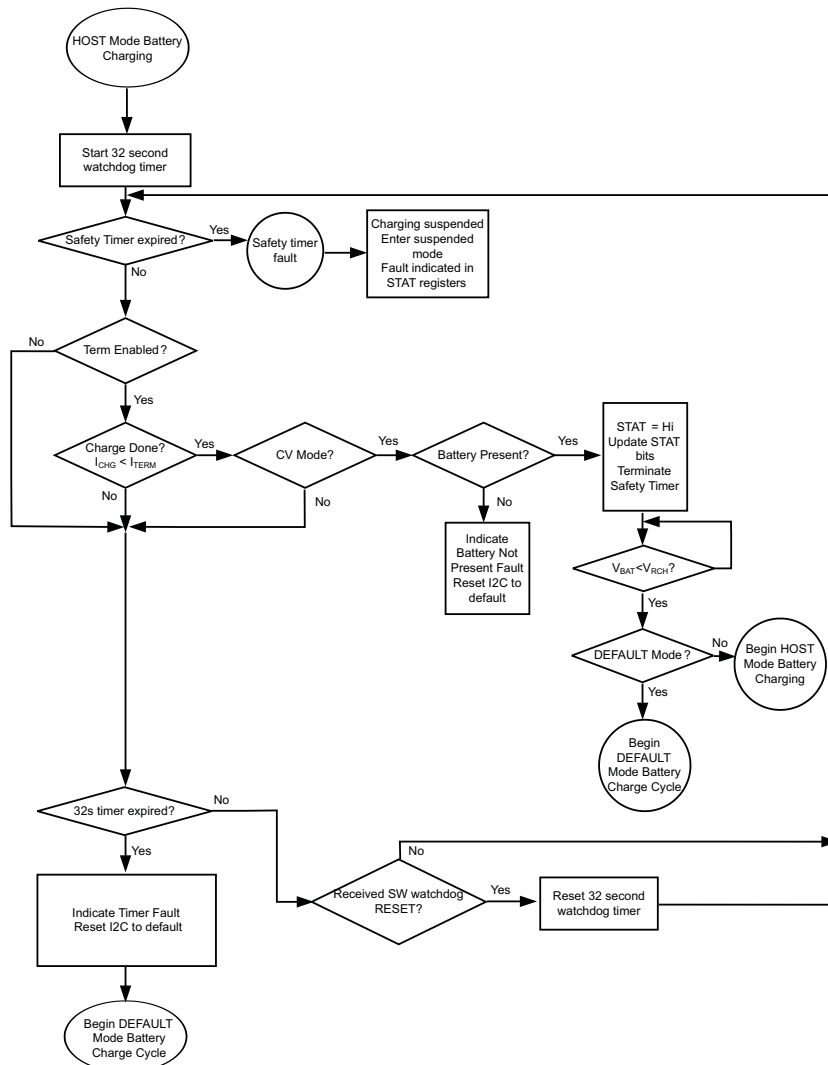 HOST Mode Battery
Charging
Start 32 second
watchdog timer
Safety Timer expired?
Yes
No
Safety timer
fault
Charging suspended
Enter suspended
mode
Fault indicated in
STAT registers
Term Enabled?
No
Yes
Charge Done?
ICHG < ITERM
Yes
No
CV Mode?
Yes
No
Battery Present?
Yes
No
Indicate
Battery Not
Present Fault
Reset I2C to
default
STAT = Hi
Update STAT
bits
Terminate
Safety Timer
VBAT<VRCH?
Yes
DEFAULT Mode?
No
Yes
Begin HOST
Mode Battery
Charging
Begin
DEFAULT
Mode Battery
Charge Cycle
32s timer expired?
No
Yes
Received SW watchdog
RESET?
No
Yes
Reset 32 second
watchdog timer
Indicate Timer Fault
Reset I2C to default
Begin DEFAULT
Mode Battery
Charge Cycle